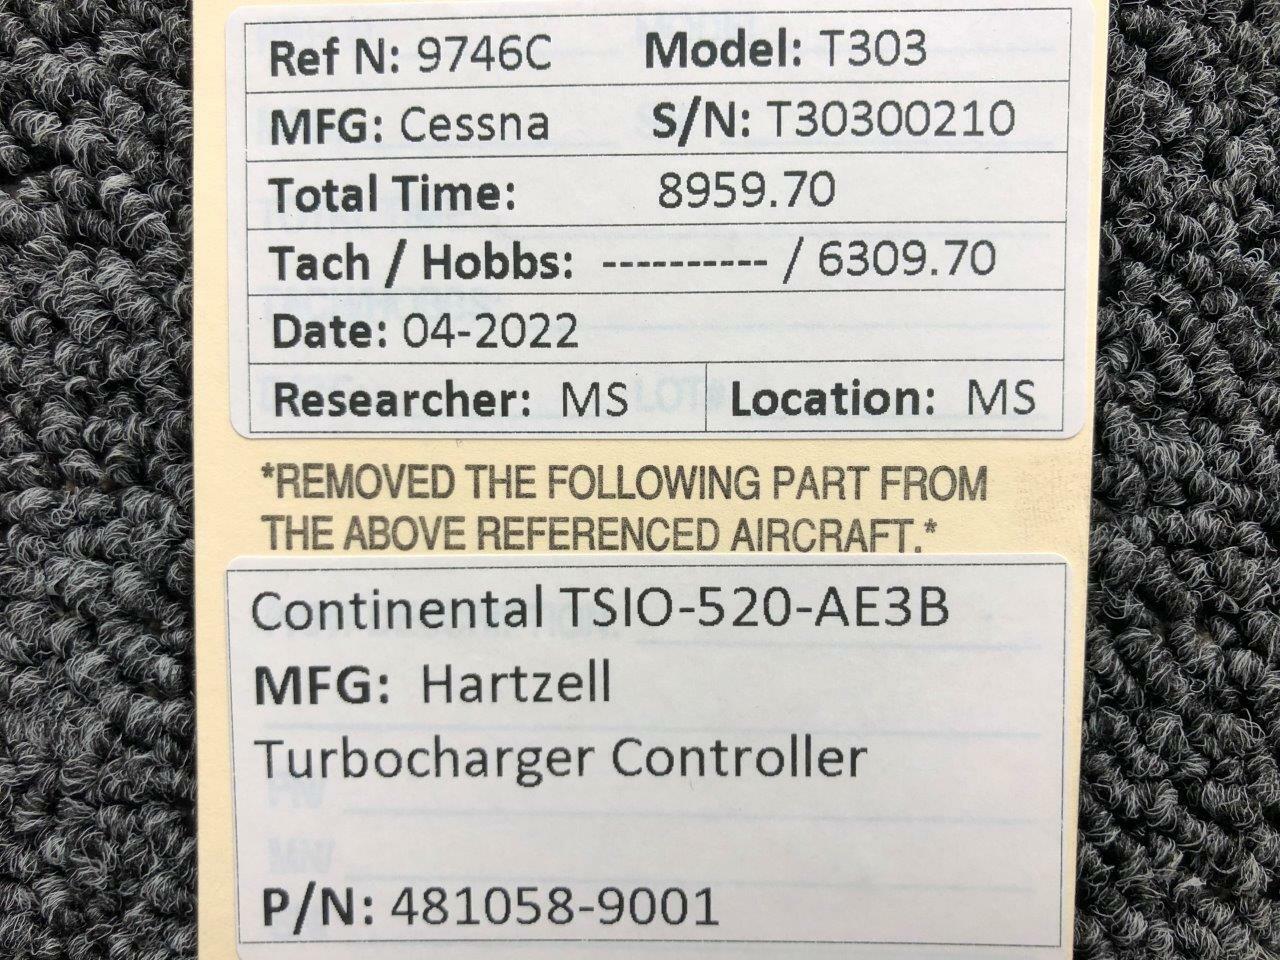 Ref N: 9746C Model: T303
MFG: Cessna S/N: T30300210
Total Time: 8959.70
Tach / Hobbs: ---------- / 6309.70
Date: 04-2022
Researcher: MS Location: MS
*REMOVED THE FOLLOWING PART FROM
THE ABOVE REFERENCED AIRCRAFT.*
Continental TSIO-520-AE3B
MFG: Hartzell
Turbocharger Controller
P/N: 481058-9001